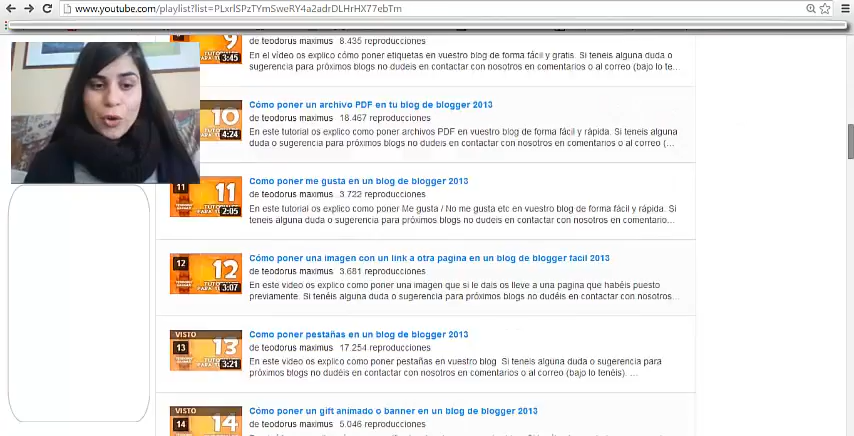 www.youtube.com/playlist?list=PLxrlSPzTYmSweRY4a2adrDLHrHX77ebTm
9
3:45
de teodorus maximus 8.435 reproducciones
En el vídeo os explico cómo poner etiquetas en vuestro blog de forma fácil y gratis. Si teneis alguna duda o
sugerencia para próximos blogs no dudeis en contactar con nosotros en comentarios o al correo (bajo lo te...
10
4:24
Cómo poner un archivo PDF en tu blog de blogger 2013
de teodorus maximus 18.467 reproducciones
En este tutorial os explico como poner archivos PDF en vuestro blog de forma fácil y rápida. Si teneis alguna
duda o sugerencia para próximos blogs no dudeis en contactar con nosotros en comentarios o al correo (...
11
11
2:05
Como poner me gusta en un blog de blogger 2013
de teodorus maximus 3.722 reproducciones
En este tutorial os explico como poner Me gusta / No me gusta etc en vuestro blog de forma fácil y rápida. Si
teneis alguna duda o sugerencia para próximos blogs no dudeis en contactar con nosotros en comentario...
12
12
3:07
Como poner una imagen con un link a otra pagina en un blog de blogger facil 2013
de teodorus maximus 3.681 reproducciones
En este video os explico como poner una imagen que si le dais os lleve a una pagina que habéis puesto
previamente. Si tenéis alguna duda o sugerencia para próximos blogs no dudéis en contactar con nosotros...
VISTO
13
13
3:21
Como poner pestañas en un blog de blogger 2013
de teodorus maximus 17.254 reproducciones
En este video os explico como poner pestañas en vuestro blog. Si teneis alguna duda o sugerencia para
próximos blogs no dudéis en contactar con nosotros en comentarios o al correo (bajo lo tenéis). ...
VISTO
14
14
Cómo poner un gift animado o banner en un blog de blogger 2013
de teodorus maximus 5.046 reproducciones